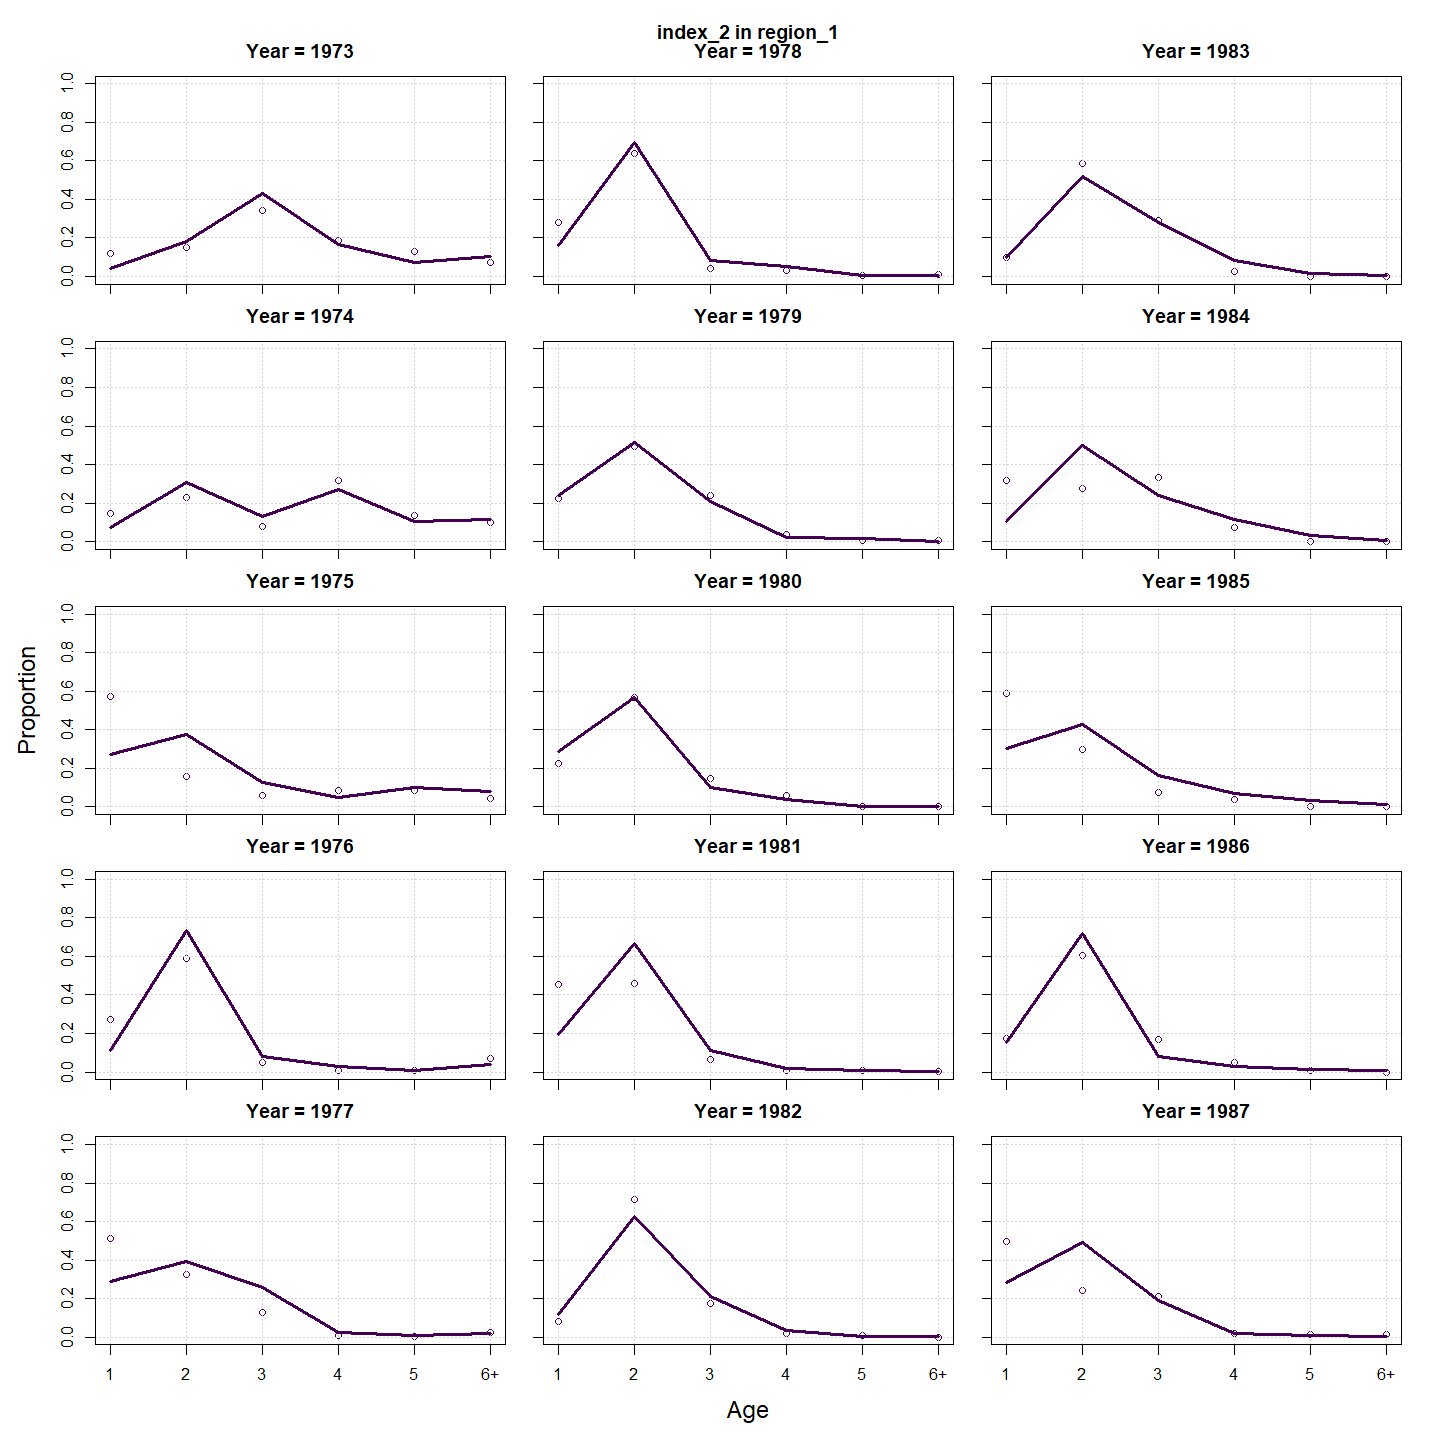 index_2 in region_1
Year = 1973
Year = 1978
Year = 1983
1.0
0.8
0.6
0.4
0.2
0.0
Year = 1974
Year = 1979
Year = 1984
1.0
0.8
0.6
0.4
0.2
0.0
Year = 1975
Year = 1980
Year = 1985
1.0
0.8
0.6
0.4
0.2
0.0
Proportion
Year = 1976
Year = 1981
Year = 1986
1.0
0.8
0.6
0.4
0.2
0.0
Year = 1977
Year = 1982
Year = 1987
1.0
0.8
0.6
0.4
0.2
0.0
1 2 3 4 5 6+
1 2 3 4 5 6+
1 2 3 4 5 6+
Age